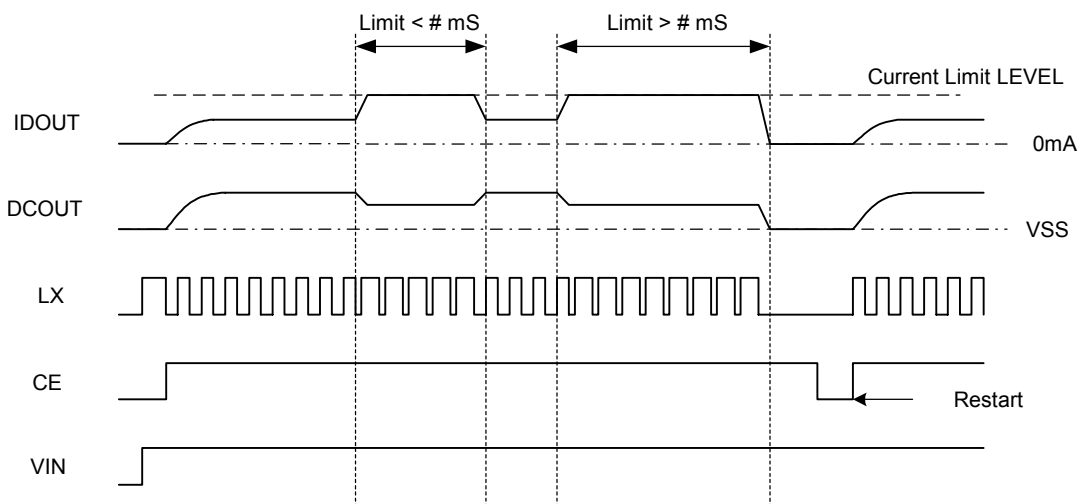 Limit < # mS
Limit > # mS
Current Limit LEVEL
IDOUT
0mA
DCOUT
VSS
LX
CE
Restart
VIN